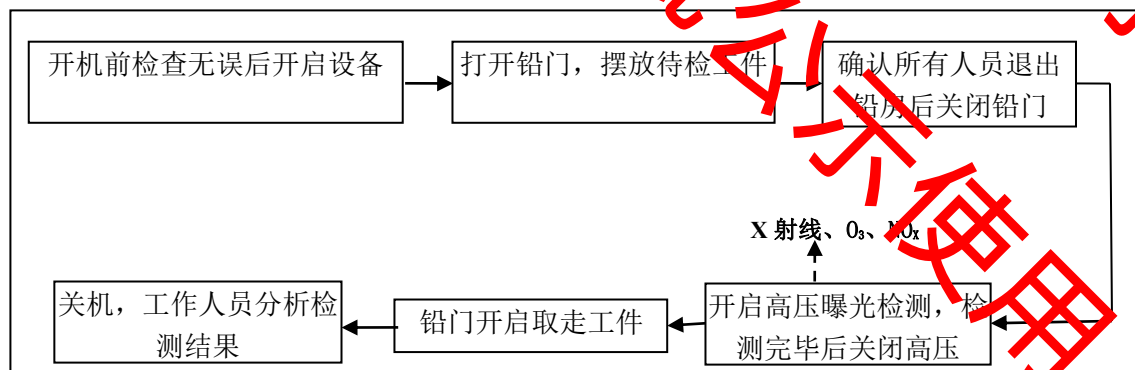 开机前检查无误后开启设备
打开铅门，摆放待检工件
确认所有人员退出
铅房后关闭铅门
X 射线、O₃、NOₓ
关机，工作人员分析检
测结果
铅门开启取走工件
开启高压曝光检测，检
测完毕后关闭高压
公示使用